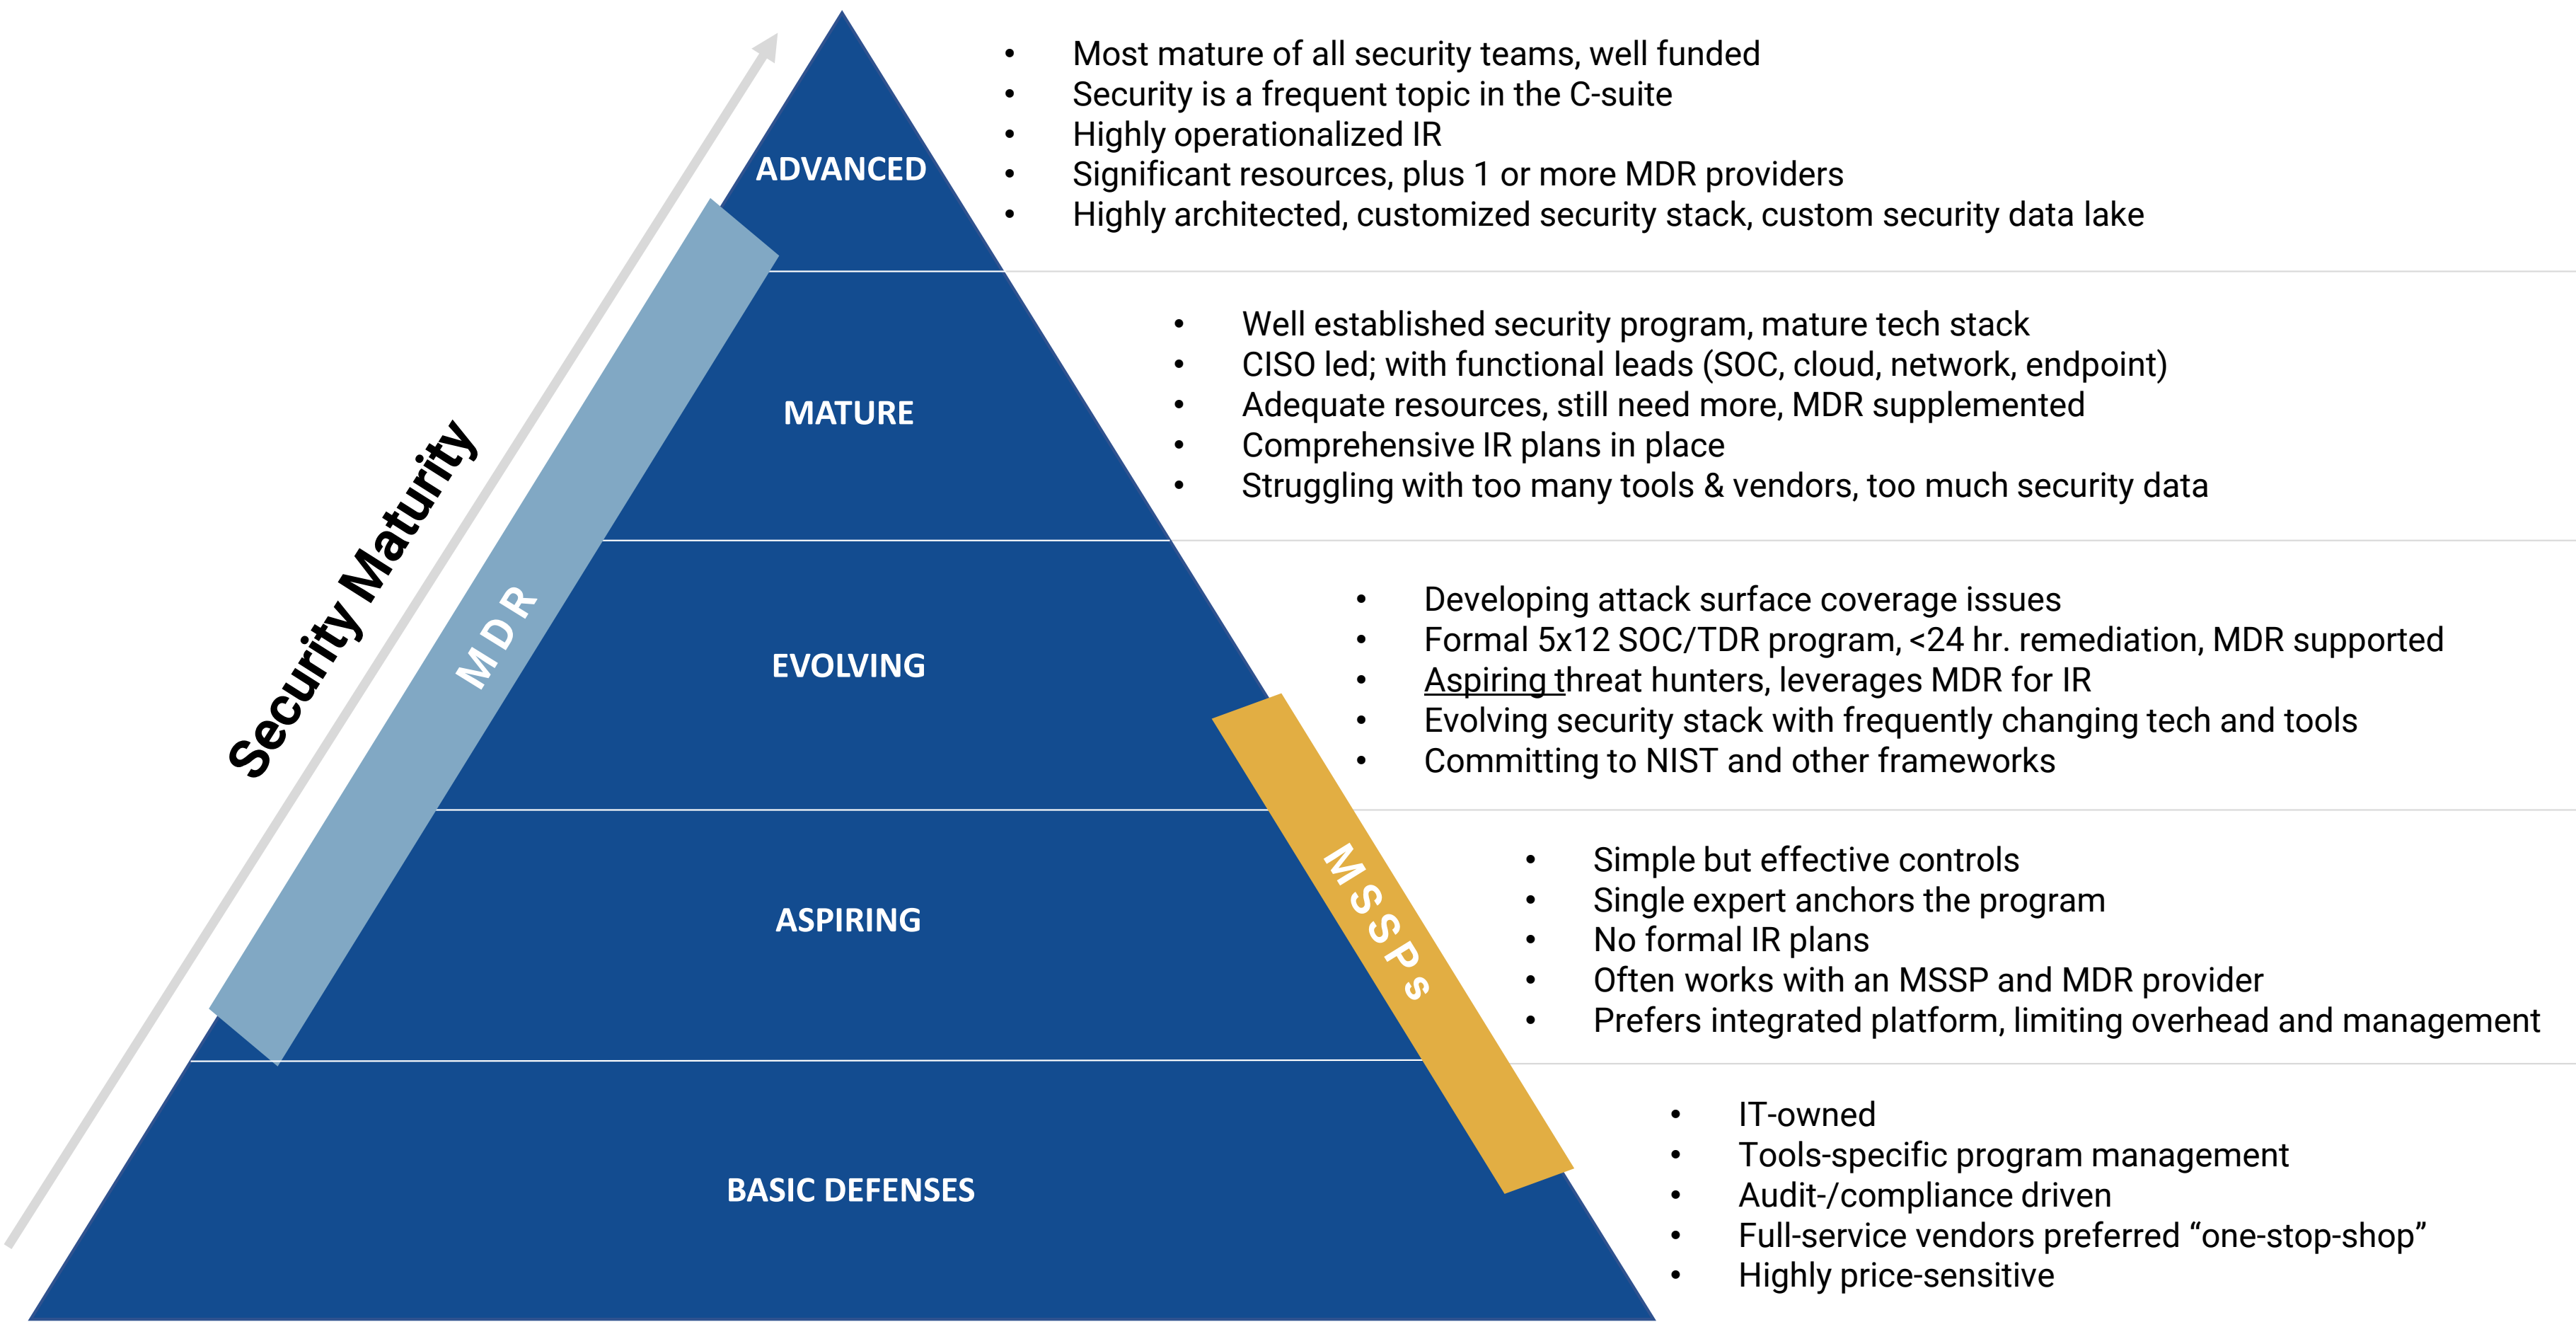 Security Maturity
MDR
MSSPs
ADVANCED
• Most mature of all security teams, well funded
• Security is a frequent topic in the C-suite
• Highly operationalized IR
• Significant resources, plus 1 or more MDR providers
• Highly architected, customized security stack, custom security data lake
MATURE
• Well established security program, mature tech stack
• CISO led; with functional leads (SOC, cloud, network, endpoint)
• Adequate resources, still need more, MDR supplemented
• Comprehensive IR plans in place
• Struggling with too many tools & vendors, too much security data
EVOLVING
• Developing attack surface coverage issues
• Formal 5x12 SOC/TDR program, <24 hr. remediation, MDR supported
• Aspiring threat hunters, leverages MDR for IR
• Evolving security stack with frequently changing tech and tools
• Committing to NIST and other frameworks
ASPIRING
• Simple but effective controls
• Single expert anchors the program
• No formal IR plans
• Often works with an MSSP and MDR provider
• Prefers integrated platform, limiting overhead and management
BASIC DEFENSES
• IT-owned
• Tools-specific program management
• Audit-/compliance driven
• Full-service vendors preferred “one-stop-shop”
• Highly price-sensitive